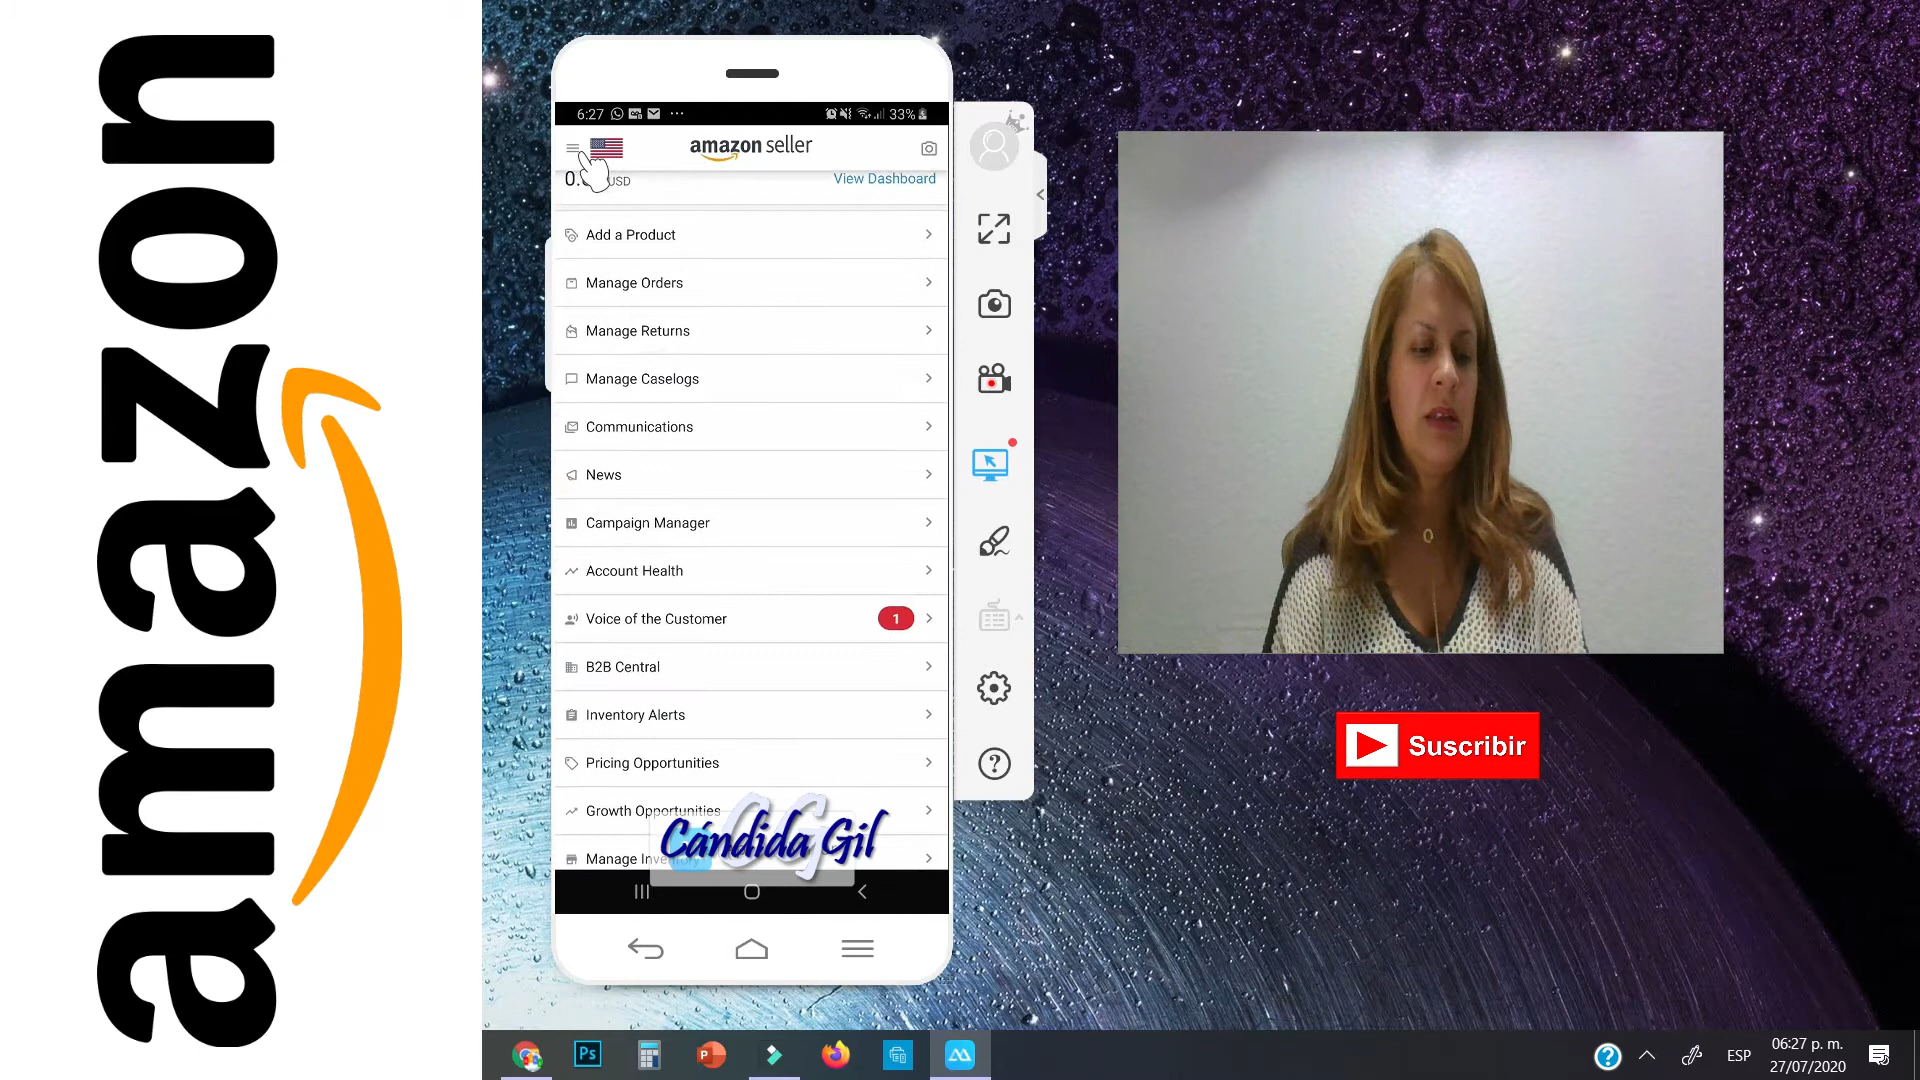 amazon
6:27
33%
amazon seller
USD
View Dashboard
Add a Product
Manage Orders
Manage Returns
Manage Caselogs
Communications
News
Campaign Manager
Account Health
Voice of the Customer
1
B2B Central
Inventory Alerts
Pricing Opportunities
Growth Opportunities
Manage
Cándida Gil
Suscribir
Ps
ESP
06:27 p. m.
27/07/2020